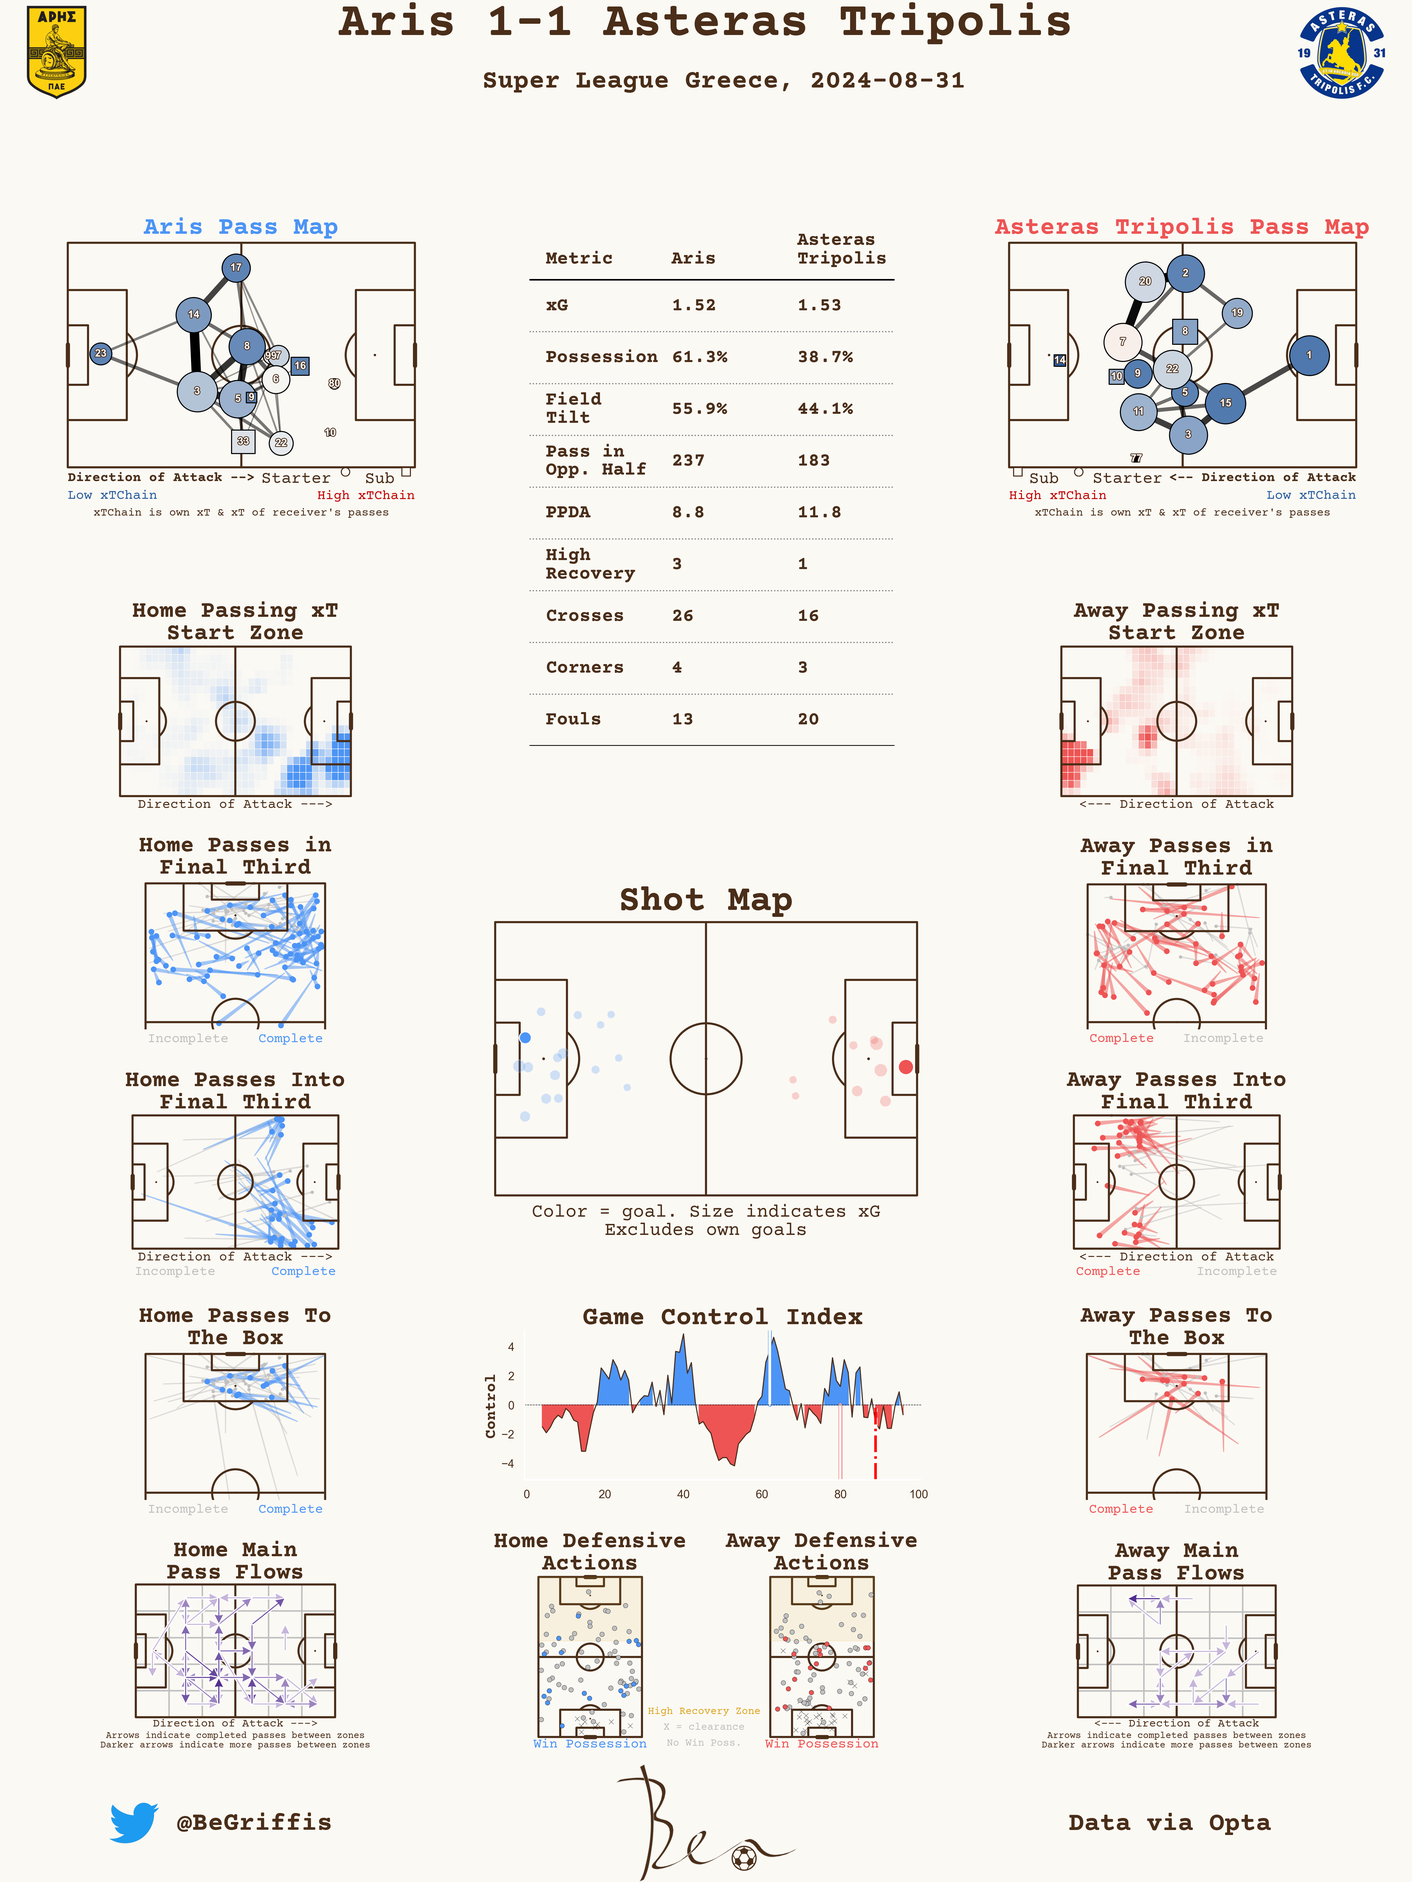 Aris 1-1 Asteras Tripolis
Super League Greece, 2024-08-31
ΑΡΗΣ
ΠΑΕ
ASTERAS
19 31
TRIPOLIS F.C.
Aris Pass Map
17
14
8
23
97
16
6
80
3
5
9
33
22
10
Direction of Attack --> Starter Sub
Low xTChain High xTChain
xTChain is own xT & xT of receiver's passes
Metric Aris Asteras Tripolis
xG 1.52 1.53
Possession 61.3% 38.7%
Field Tilt 55.9% 44.1%
Pass in Opp. Half 237 183
PPDA 8.8 11.8
High Recovery 3 1
Crosses 26 16
Corners 4 3
Fouls 13 20
Asteras Tripolis Pass Map
2
20
19
8
7
1
14
22
10
9
5
15
11
3
77
Sub Starter <-- Direction of Attack
High xTChain Low xTChain
xTChain is own xT & xT of receiver's passes
Home Passing xT
Start Zone
Direction of Attack --->
Away Passing xT
Start Zone
<--- Direction of Attack
Home Passes in
Final Third
Incomplete Complete
Away Passes in
Final Third
Complete Incomplete
Shot Map
Color = goal. Size indicates xG
Excludes own goals
Home Passes Into
Final Third
Direction of Attack --->
Incomplete Complete
Away Passes Into
Final Third
<--- Direction of Attack
Complete Incomplete
Home Passes To
The Box
Incomplete Complete
Game Control Index
Control
4
2
0
−2
−4
0 20 40 60 80 100
Away Passes To
The Box
Complete Incomplete
Home Main
Pass Flows
Direction of Attack --->
Arrows indicate completed passes between zones
Darker arrows indicate more passes between zones
Home Defensive
Actions
Win Possession
High Recovery Zone
X = clearance
No Win Poss.
Away Defensive
Actions
Win Possession
Away Main
Pass Flows
<--- Direction of Attack
Arrows indicate completed passes between zones
Darker arrows indicate more passes between zones
@BeGriffis
Ben
Data via Opta